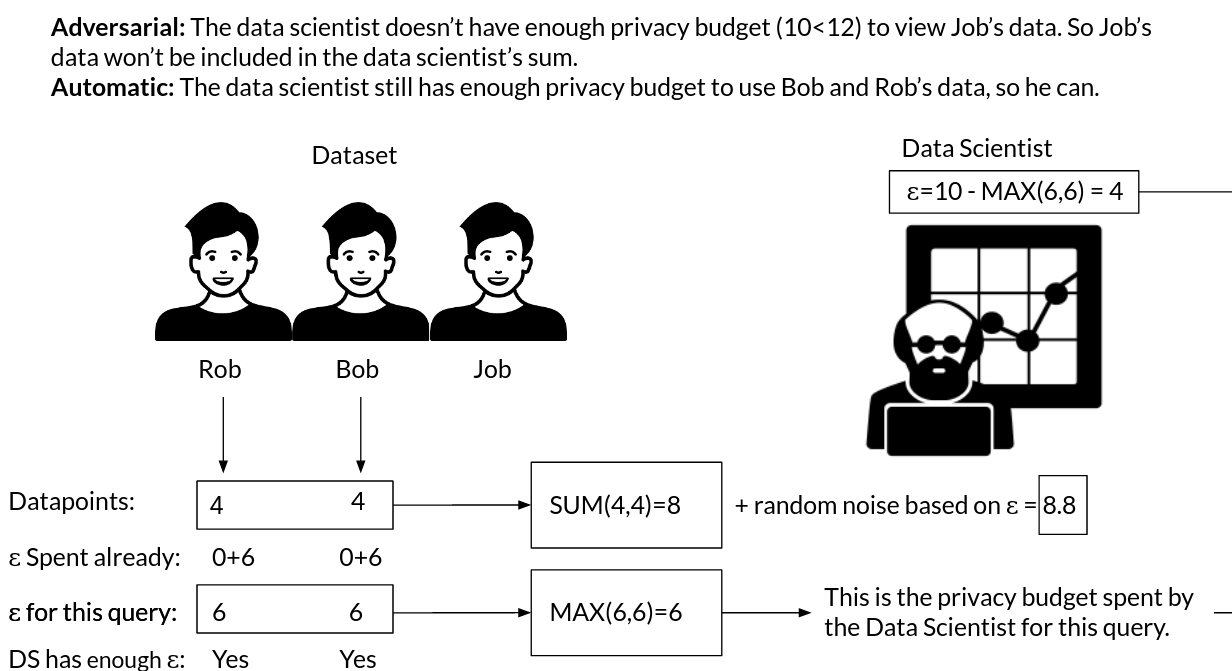 Adversarial: The data scientist doesn’t have enough privacy budget (10<12) to view Job’s data. So Job’s
data won’t be included in the data scientist’s sum.
Automatic: The data scientist still has enough privacy budget to use Bob and Rob’s data, so he can.
Dataset
Data Scientist
ε=10 - MAX(6,6) = 4
Rob Bob Job
Datapoints: 4 4 SUM(4,4)=8 + random noise based on ε = 8.8
ε Spent already: 0+6 0+6
ε for this query: 6 6 MAX(6,6)=6 This is the privacy budget spent by
the Data Scientist for this query.
DS has enough ε: Yes Yes